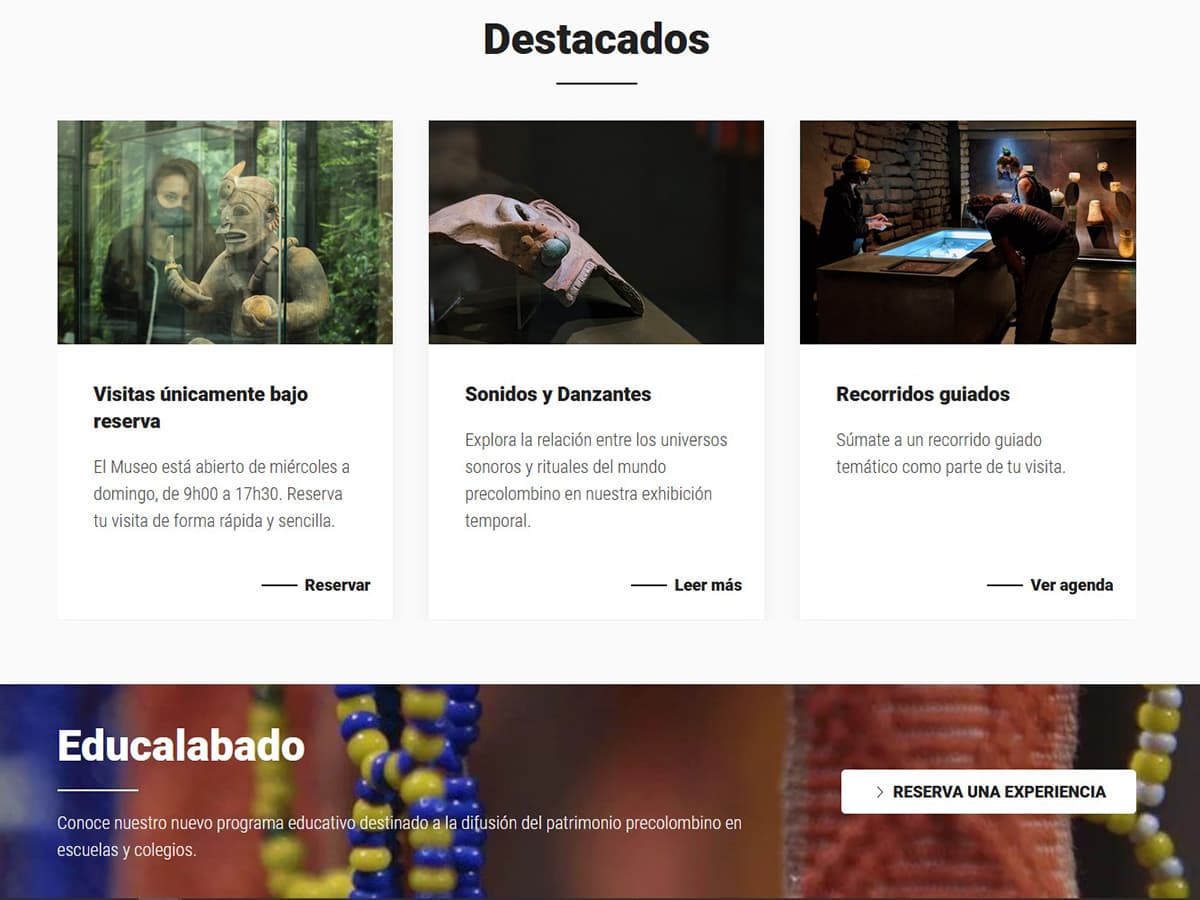 Destacados
Visitas únicamente bajo
reserva
El Museo está abierto de miércoles a
domingo, de 9h00 a 17h30. Reserva
tu visita de forma rápida y sencilla.
Reservar
Sonidos y Danzantes
Explora la relación entre los universos
sonoros y rituales del mundo
precolombino en nuestra exhibición
temporal.
Leer más
Recorridos guiados
Súmate a un recorrido guiado
temático como parte de tu visita.
Ver agenda
Educalabado
Conoce nuestro nuevo programa educativo destinado a la difusión del patrimonio precolombino en
escuelas y colegios.
RESERVA UNA EXPERIENCIA